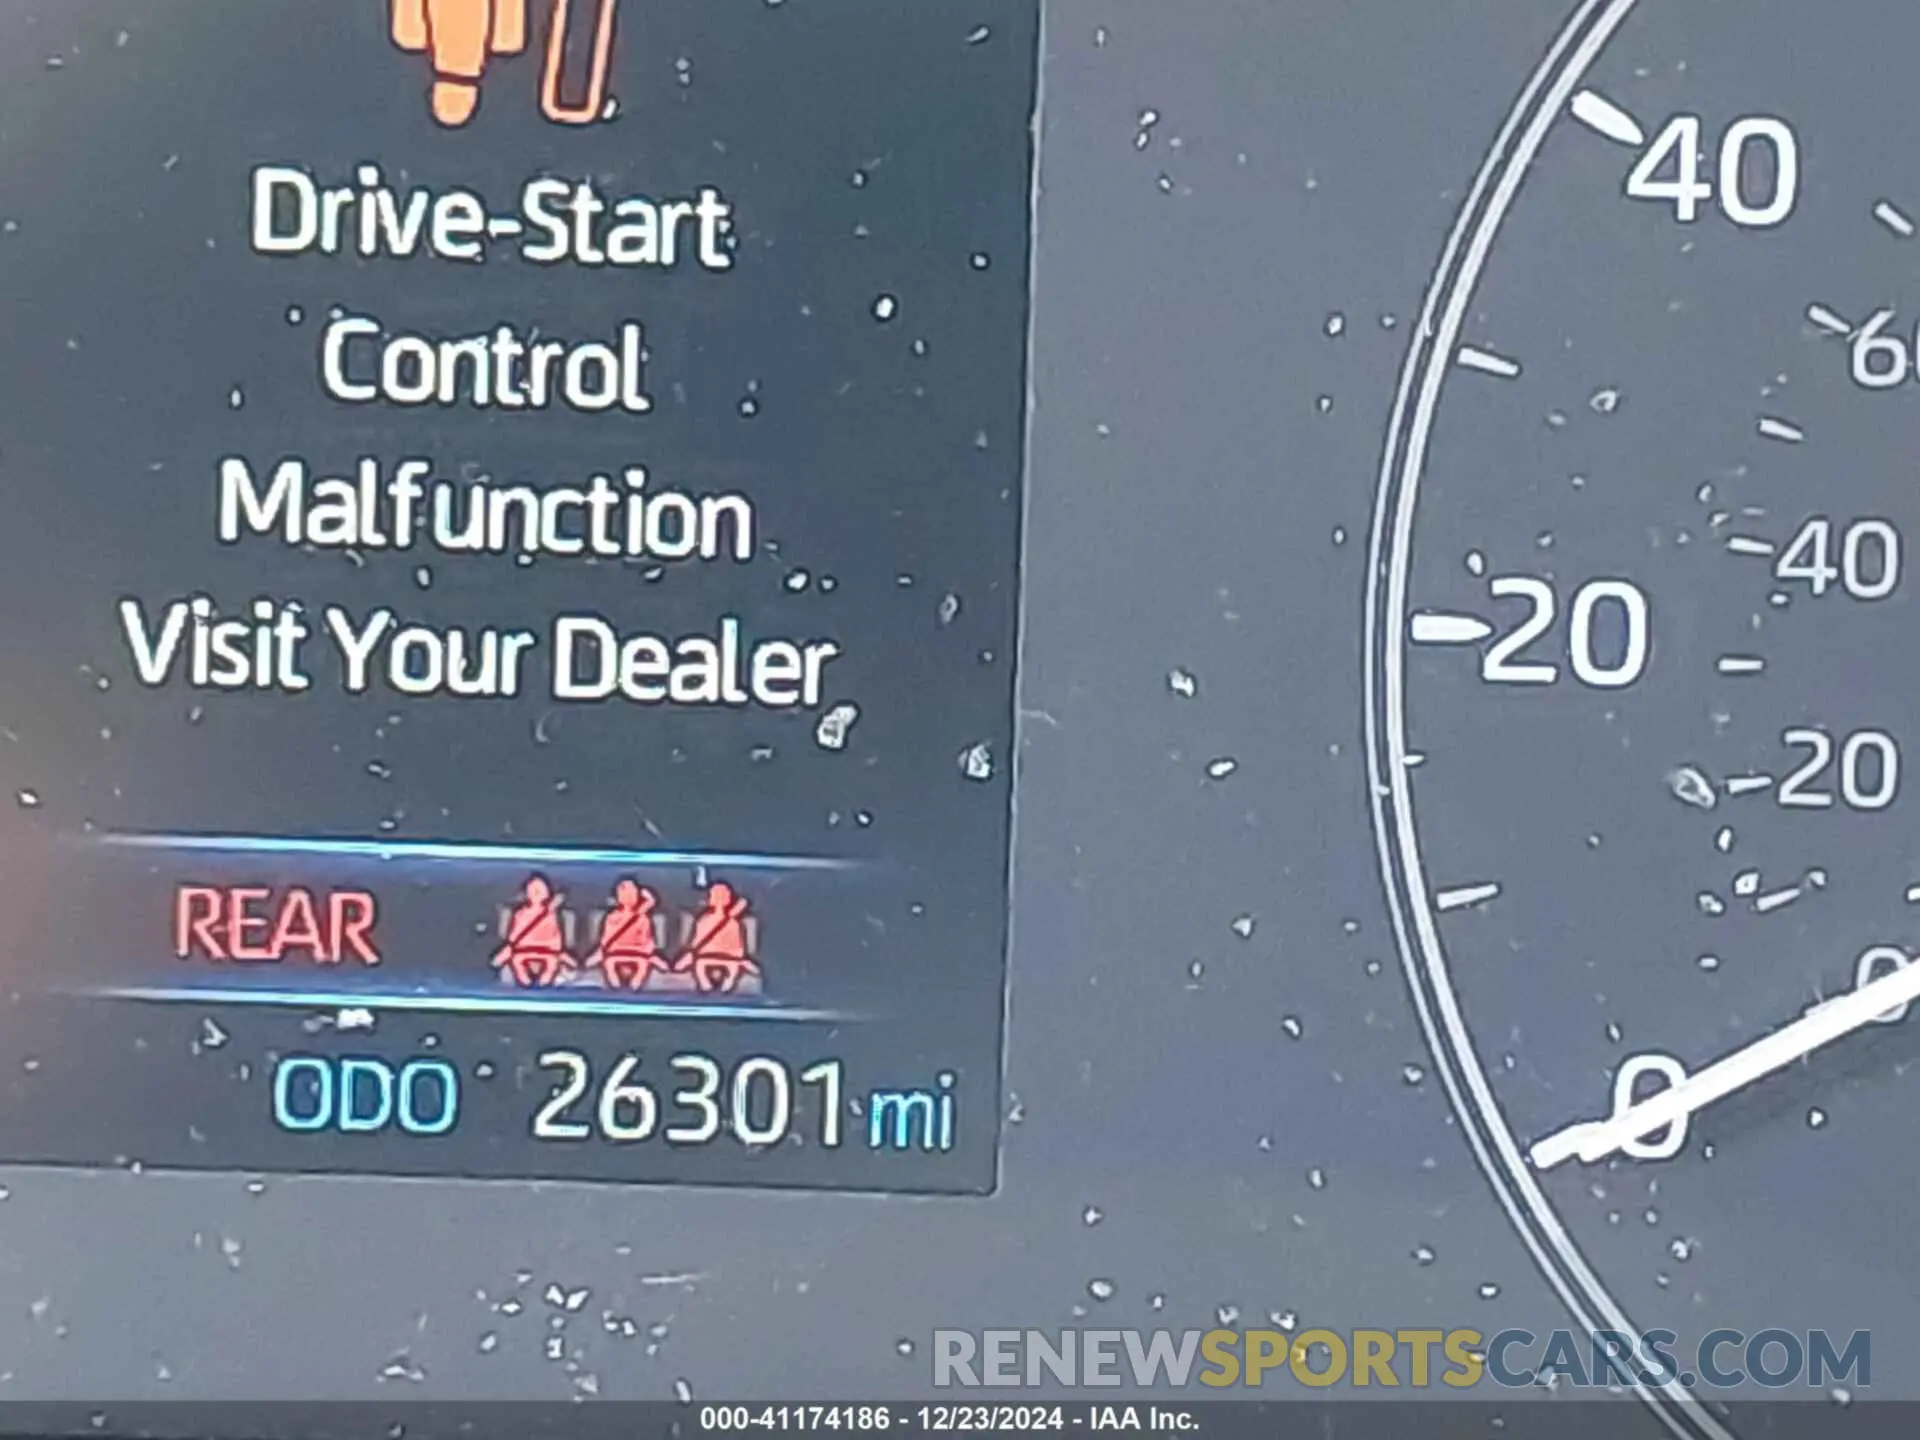 Drive-Start
Control
Malfunction
Visit Your Dealer
REAR
ODO 26301 mi
40
20
0
40
20
0
RENEWSPORTSCARS.COM
000-41174186 - 12/23/2024 - IAA Inc.